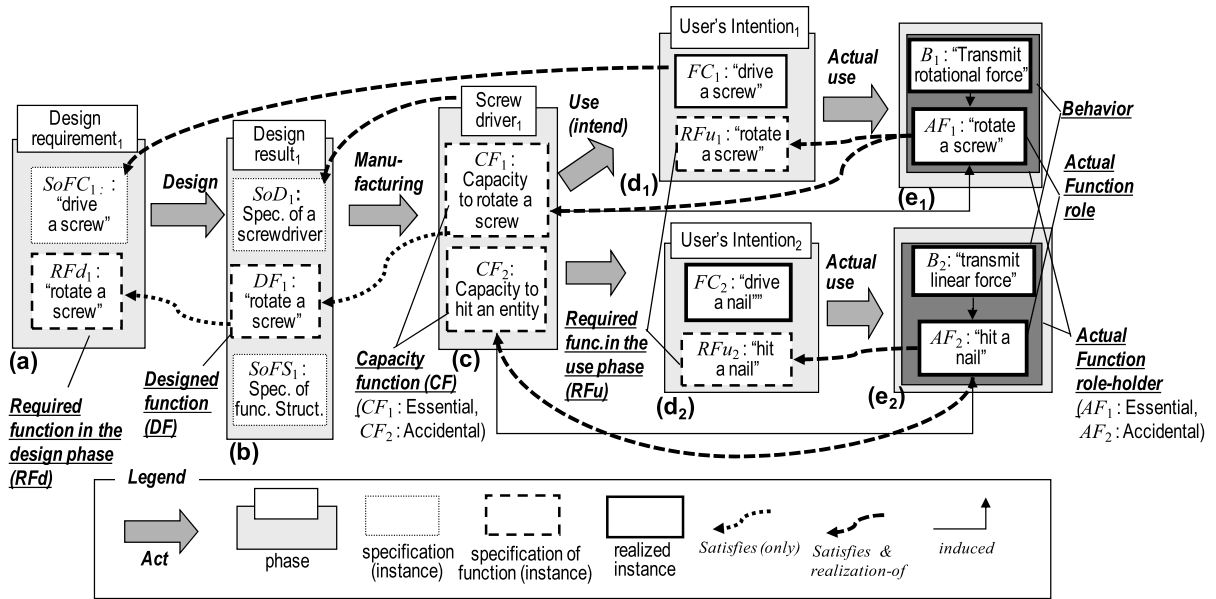 Design
requirement1
SoFC1 :
“drive
a screw”
RFd1:
“rotate a
screw”
(a)
Required
function in the
design phase
(RFd)
Design
Design
result1
SoD1:
Spec. of a
screwdriver
DF1:
“rotate a
screw”
SoFS1:
Spec. of
func. Struct.
(b)
Designed
function
(DF)
Manu-
facturing
Screw
driver1
CF1:
Capacity
to rotate a
screw
CF2:
Capacity to
hit an entity
(c)
Capacity
function (CF)
(CF1 : Essential,
CF2 : Accidental)
Use
(intend)
Required
func.in the
use phase
(RFu)
User’s Intention1
FC1: “drive
a screw”
RFu1: “rotate
a screw”
(d1)
User’s Intention2
FC2: “drive
a nail””
RFu2: “hit
a nail”
(d2)
Actual
use
Actual
use
B1 : “Transmit
rotational force”
AF1: “rotate
a screw”
(e1)
B2: “transmit
linear force”
AF2: “hit a
nail”
(e2)
Behavior
Actual
Function
role
Actual
Function
role-holder
(AF1 : Essential,
AF2 : Accidental)
Legend
Act
phase
specification
(instance)
specification of
function (instance)
realized
instance
Satisfies (only)
Satisfies &
realization-of
induced